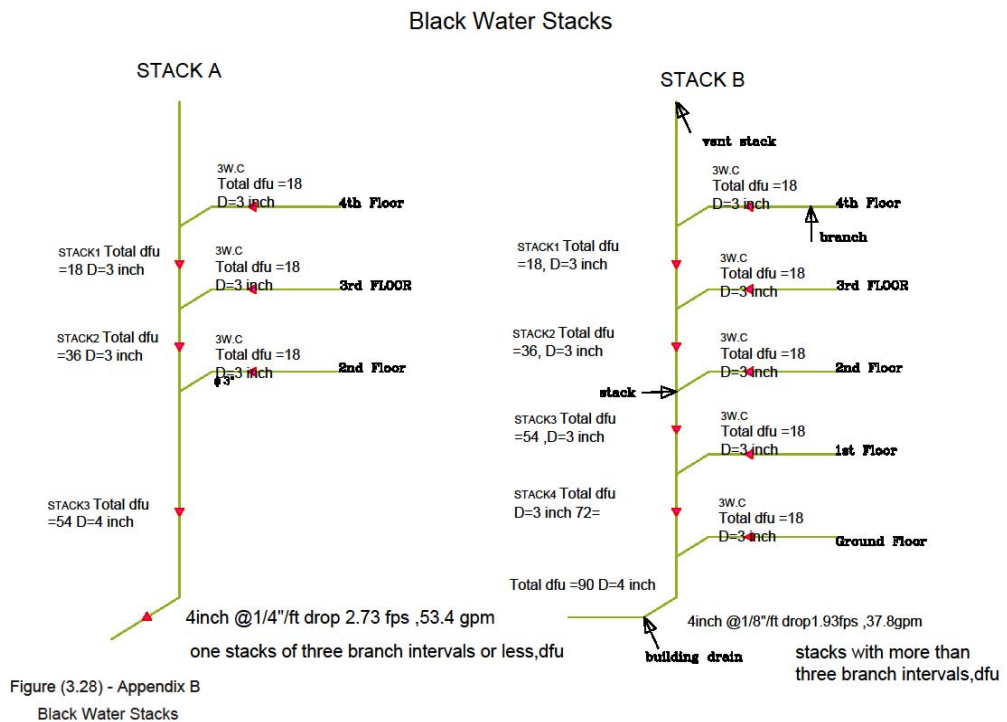 Black Water Stacks
STACK A
3W.C
Total dfu =18
D=3 inch
4th Floor
STACK1 Total dfu
=18 D=3 inch
3W.C
Total dfu =18
D=3 inch
3rd FLOOR
STACK2 Total dfu
=36 D=3 inch
3W.C
Total dfu =18
D=3 inch
φ3"
2nd Floor
STACK3 Total dfu
=54 D=4 inch
4inch @1/4"/ft drop 2.73 fps ,53.4 gpm
one stacks of three branch intervals or less,dfu
STACK B
vent stack
3W.C
Total dfu =18
D=3 inch
4th Floor
branch
STACK1 Total dfu
=18, D=3 inch
3W.C
Total dfu =18
D=3 inch
3rd FLOOR
STACK2 Total dfu
=36, D=3 inch
3W.C
Total dfu =18
D=3 inch
2nd Floor
stack
STACK3 Total dfu
=54 ,D=3 inch
3W.C
Total dfu =18
D=3 inch
1st Floor
STACK4 Total dfu
D=3 inch 72=
3W.C
Total dfu =18
D=3 inch
Ground Floor
Total dfu =90 D=4 inch
4inch @1/8"/ft drop1.93fps ,37.8gpm
building drain
stacks with more than
three branch intervals,dfu
Figure (3.28) - Appendix B
Black Water Stacks